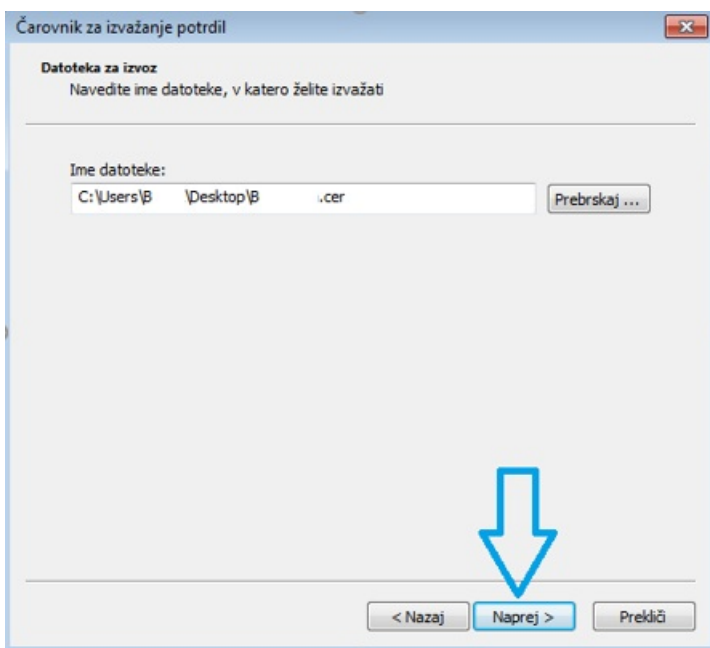 Čarovnik za izvažanje potrdil
Datoteka za izvoz
Navedite ime datoteke, v katero želite izvažati
Ime datoteke:
C:\Users\B \Desktop\B .cer
Prebrskaj ...
< Nazaj
Naprej >
Prekliči